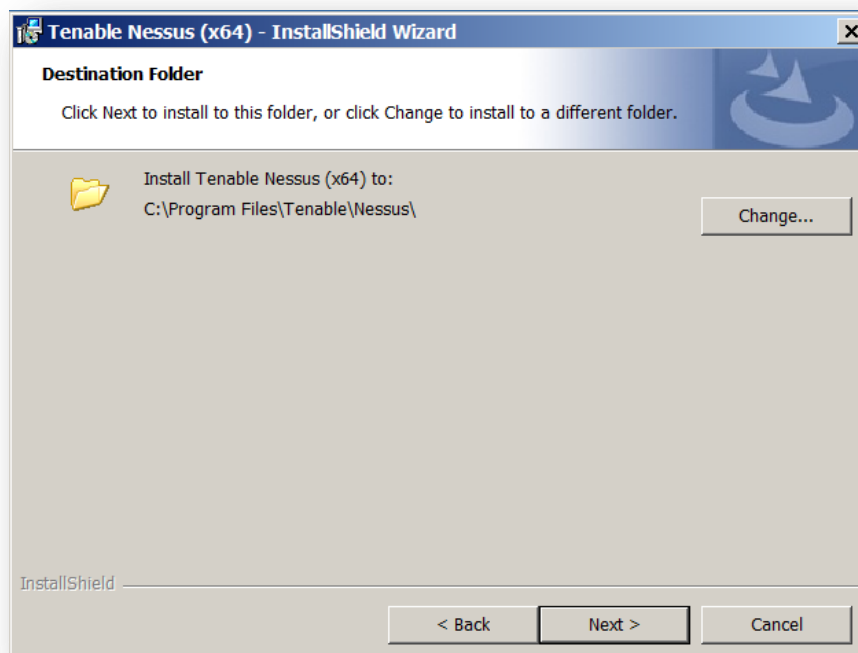 Tenable Nessus (x64) - InstallShield Wizard
Destination Folder
Click Next to install to this folder, or click Change to install to a different folder.
Install Tenable Nessus (x64) to:
C:\Program Files\Tenable\Nessus\
Change...
InstallShield
< Back
Next >
Cancel